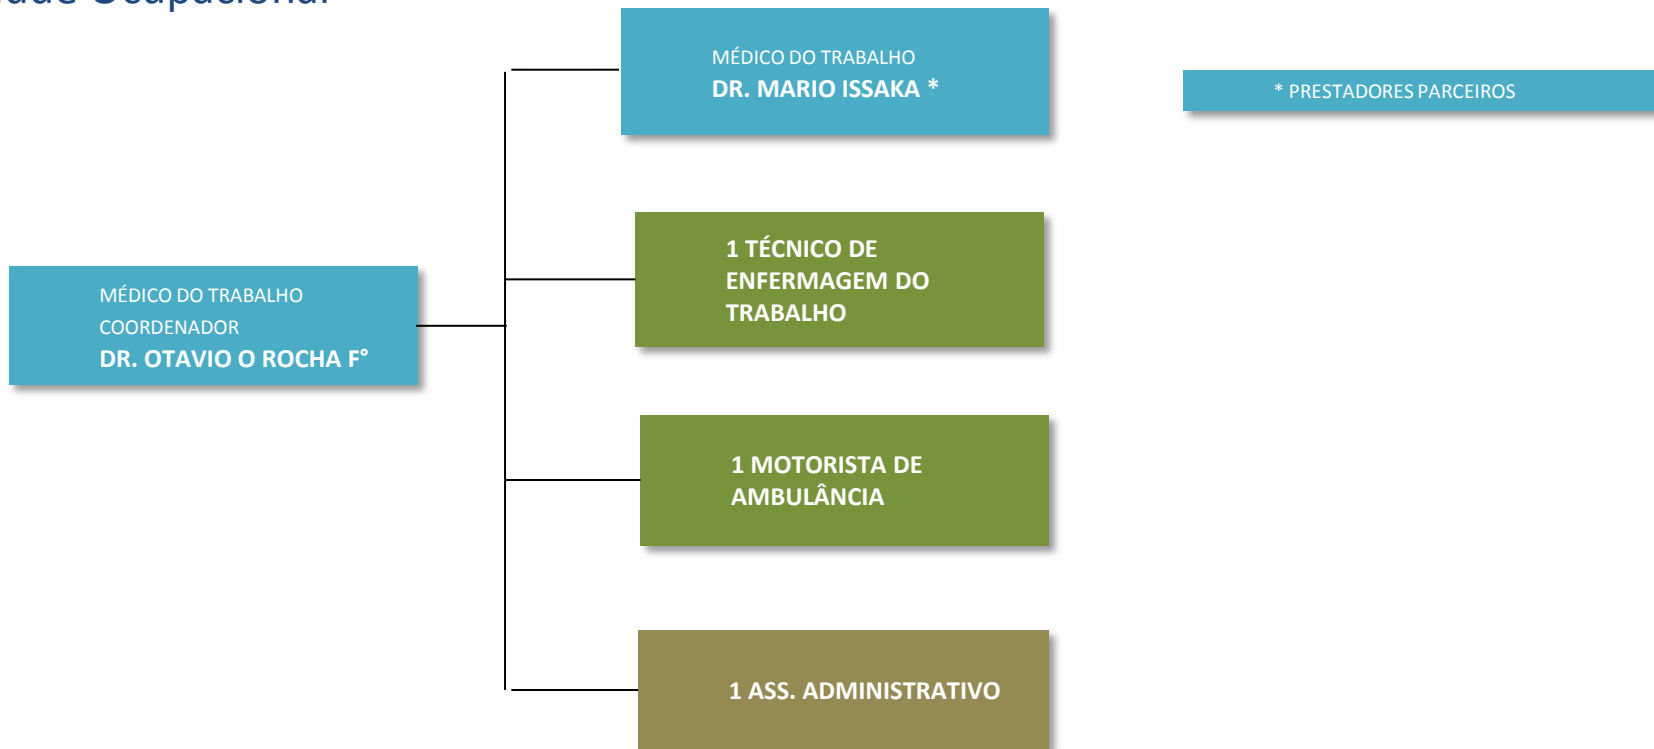 Ocupacional
MÉDICO DO TRABALHO
DR. MARIO ISSAKA *
* PRESTADORES PARCEIROS
1 TÉCNICO DE
ENFERMAGEM DO
TRABALHO
MÉDICO DO TRABALHO
COORDENADOR
DR. OTAVIO O ROCHA F°
1 MOTORISTA DE
AMBULÂNCIA
1 ASS. ADMINISTRATIVO